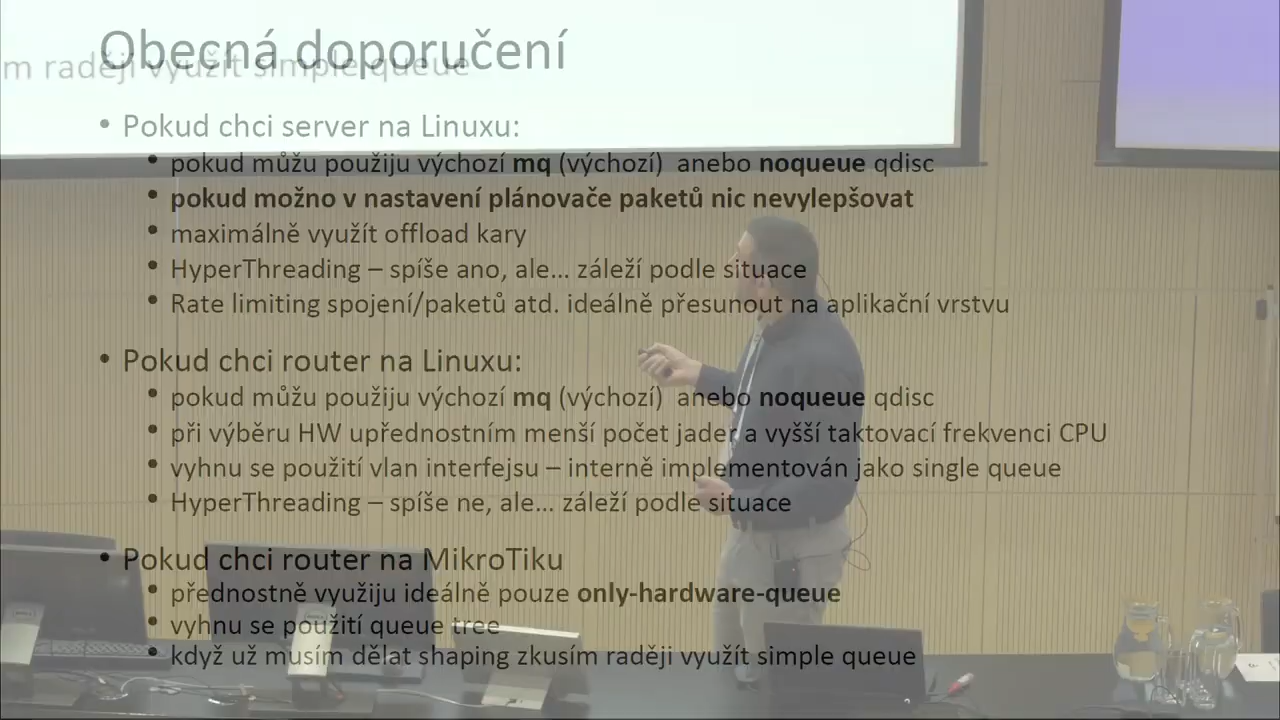 Obecná doporučení
m raději využít simple queue
• Pokud chci server na Linuxu:
• pokud můžu použiju výchozí mq (výchozí)  anebo noqueue qdisc
• pokud možno v nastavení plánovače paketů nic nevylepšovat
• maximálně využít offload kary
• HyperThreading – spíše ano, ale... záleží podle situace
• Rate limiting spojení/paketů atd. ideálně přesunout na aplikační vrstvu
• Pokud chci router na Linuxu:
• pokud můžu použiju výchozí mq (výchozí)  anebo noqueue qdisc
• při výběru HW upřednostním menší počet jader a vyšší taktovací frekvenci CPU
• vyhnu se použití vlan interfejsu – interně implementován jako single queue
• HyperThreading – spíše ne, ale... záleží podle situace
• Pokud chci router na MikroTiku
• přednostně využiju ideálně pouze only-hardware-queue
• vyhnu se použití queue tree
• když už musím dělat shaping zkusím raději využít simple queue